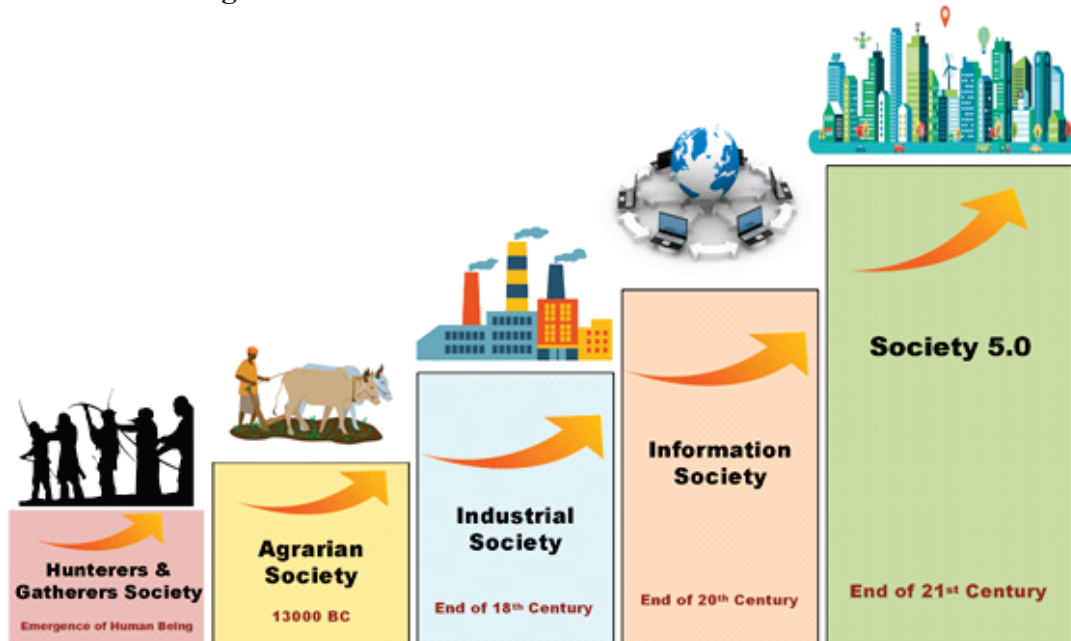 Hunterers &
Gatherers Society
Emergence of Human Being
Agrarian
Society
13000 BC
Industrial
Society
End of 18th Century
Information
Society
End of 20th Century
Society 5.0
End of 21st Century